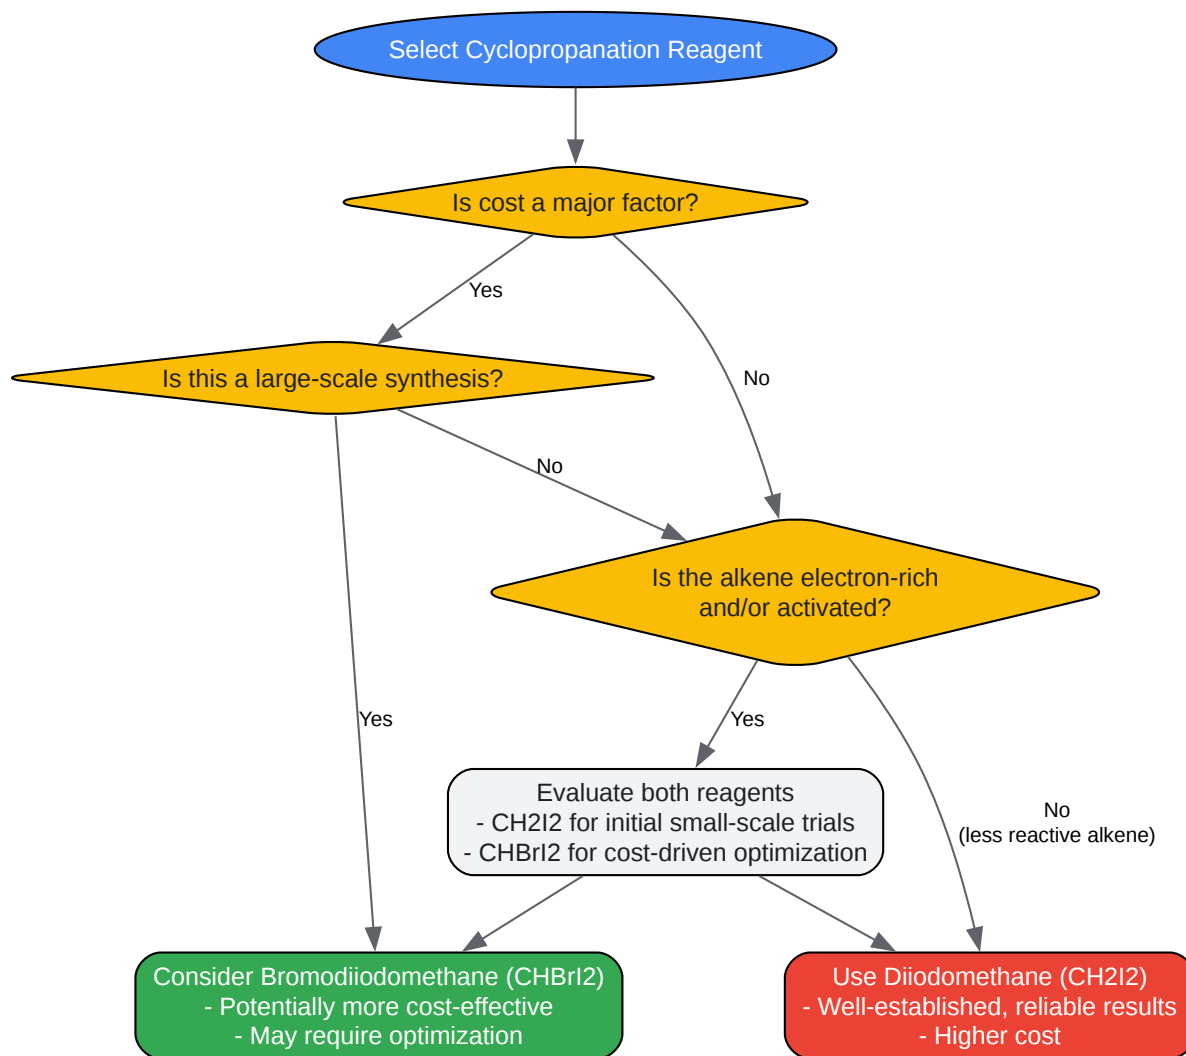 Select Cyclopropanation Reagent
Is cost a major factor?
Yes
Is this a large-scale synthesis?
No
No
Is the alkene electron-rich
and/or activated?
Yes
Yes
Evaluate both reagents
- CH2I2 for initial small-scale trials
- CHBrI2 for cost-driven optimization
No
(less reactive alkene)
Consider Bromodiiodomethane (CHBrI2)
- Potentially more cost-effective
- May require optimization
Use Diiodomethane (CH2I2)
- Well-established, reliable results
- Higher cost